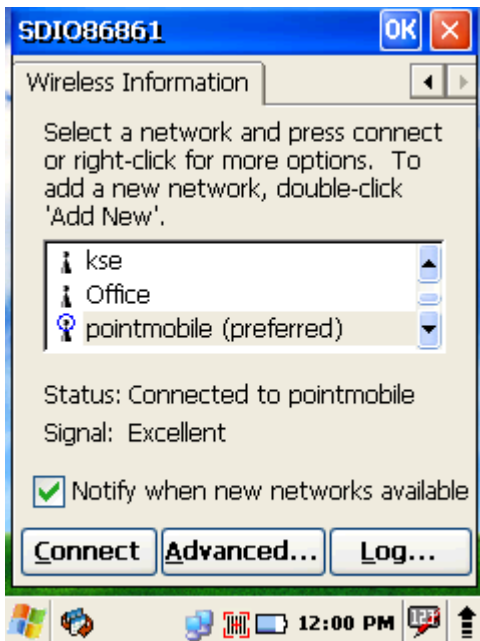 SDIO86861 OK
Wireless Information
Select a network and press connect
or right-click for more options. To
add a new network, double-click
'Add New'.
kse
Office
pointmobile (preferred)
Status: Connected to pointmobile
Signal: Excellent
Notify when new networks available
Connect Advanced... Log...
12:00 PM